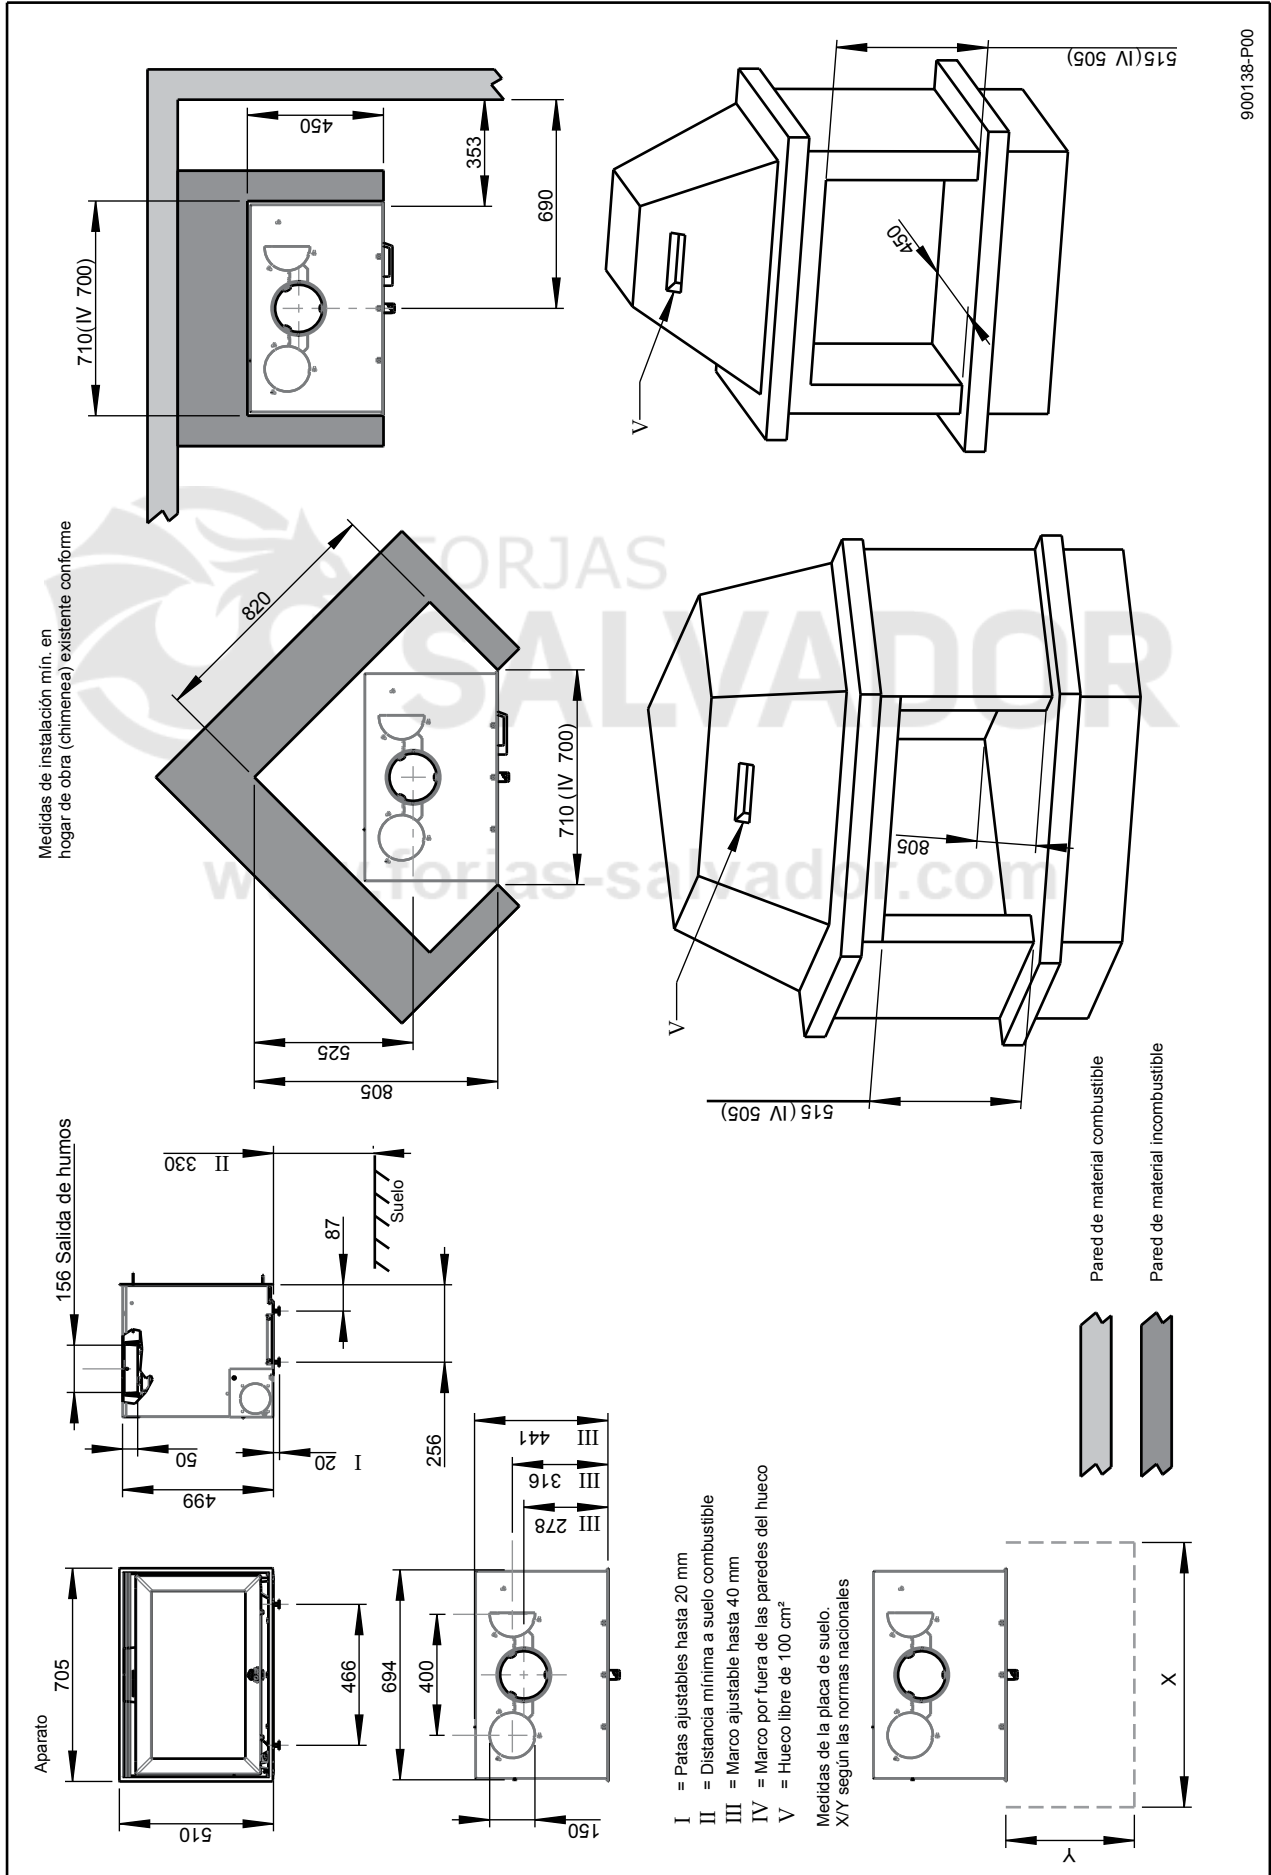 Aparato
705
510
466
499
50
20 I
156 Salida de humos
330 II
Suelo
87
256
694
400
150
441 III
316 III
278 III
I = Patas ajustables hasta 20 mm
II = Distancia mínima a suelo combustible
III = Marco ajustable hasta 40 mm
IV = Marco por fuera de las paredes del hueco
V = Hueco libre de 100 cm²
Medidas de la placa de suelo.
X/Y según las normas nacionales
X
Y
Medidas de instalación mín. en
hogar de obra (chimenea) existente conforme
820
525
805
710 (IV 700)
710(IV 700)
450
353
690
V
515 (IV 505)
805
V
450
515(IV 505)
Pared de material combustible
Pared de material incombustible
900138-P00
FORJAS
SALVADOR
www.forjas-salvador.com